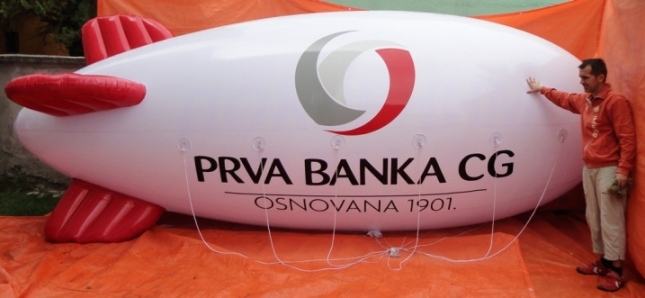 PRVA BANKA CG
OSNOVANA 1901.